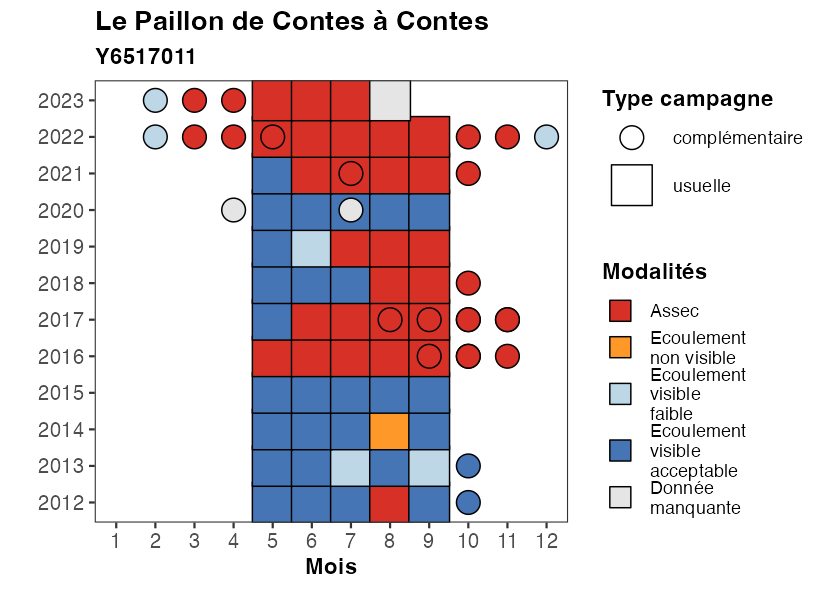 Le Paillon de Contes à Contes
Y6517011
2023
2022
2021
2020
2019
2018
2017
2016
2015
2014
2013
2012
1 2 3 4 5 6 7 8 9 10 11 12
Mois
Type campagne
complémentaire
usuelle
Modalités
Assec
Ecoulement
non visible
Ecoulement
visible
faible
Ecoulement
visible
acceptable
Donnée
manquante